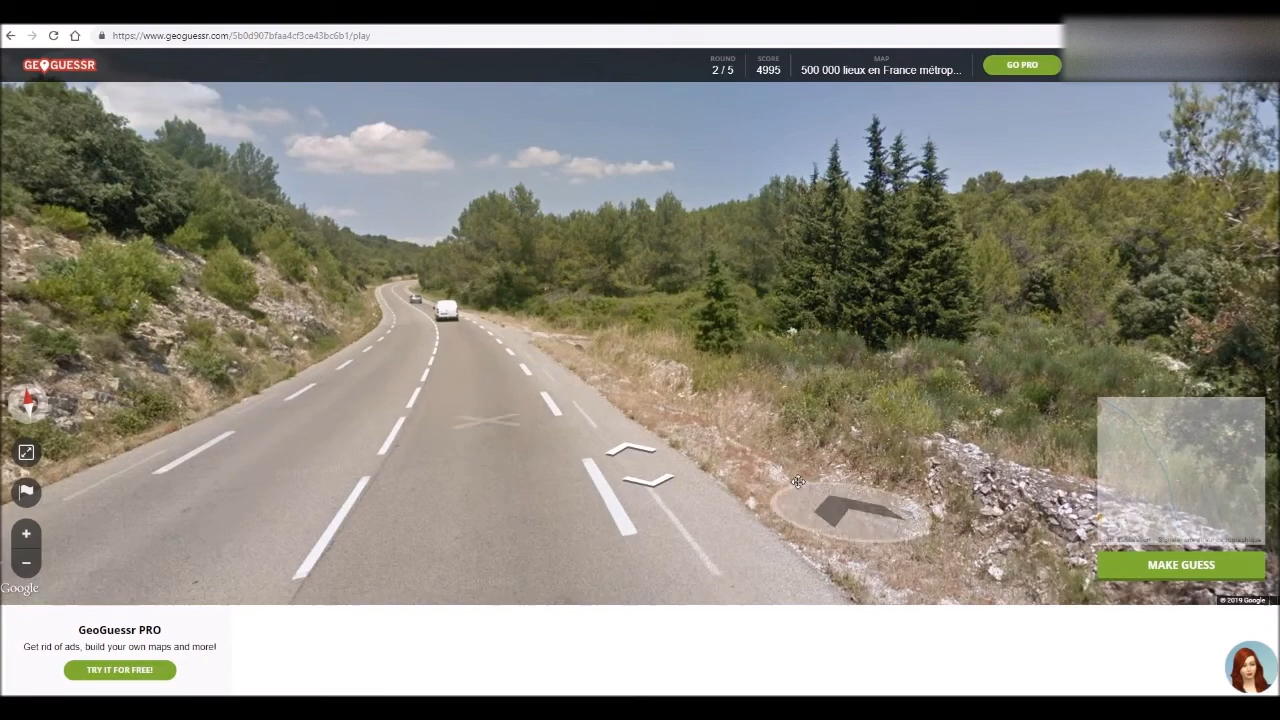 https://www.geoguessr.com/5b0d907bfaa4cf3ce43bc6b1/play
GEOGUESSR
ROUND
2 / 5
SCORE
4995
MAP
500 000 lieux en France métrop...
GO PRO
MAKE GUESS
Google
© 2019 Google
GeoGuessr PRO
Get rid of ads, build your own maps and more!
TRY IT FOR FREE!